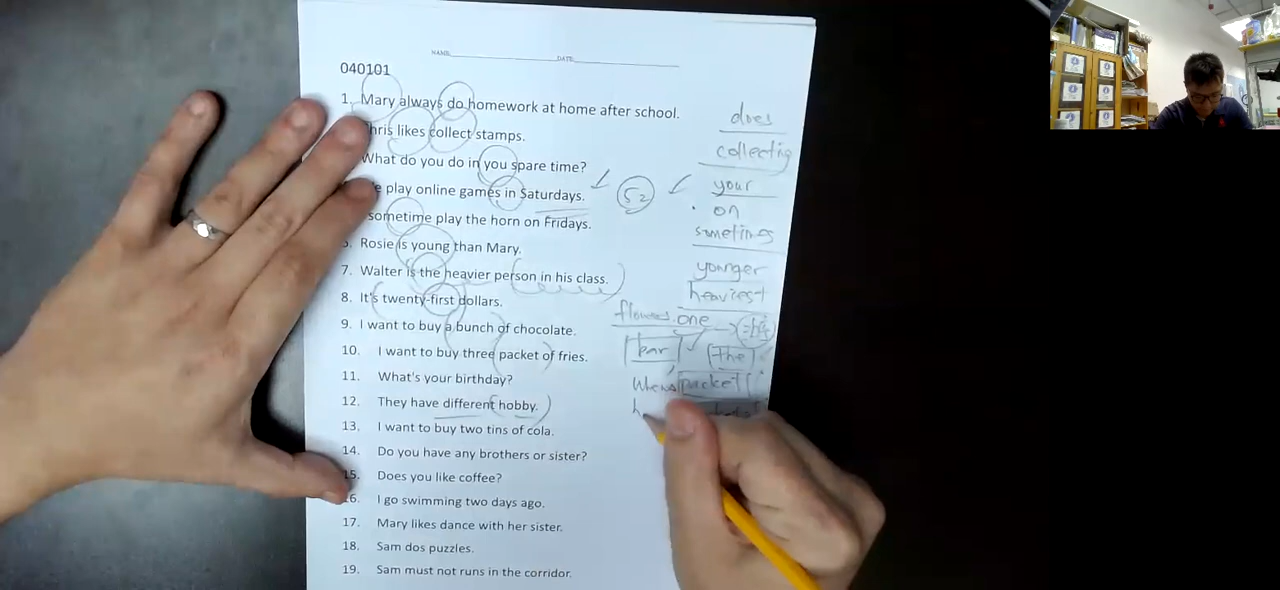 NAME DATE
040101
1. Mary always do homework at home after school.
hris likes collect stamps.
What do you do in you spare time?
e play online games in Saturdays.
sometime play the horn on Fridays.
Rosie is young than Mary.
7. Walter is the heavier person in his class.
8. It's twenty-first dollars.
9. I want to buy a bunch of chocolate.
10. I want to buy three packet of fries.
11. What's your birthday?
12. They have different hobby.
13. I want to buy two tins of cola.
14. Do you have any brothers or sister?
15. Does you like coffee?
16. I go swimming two days ago.
17. Mary likes dance with her sister.
18. Sam dos puzzles.
19. Sam must not runs in the corridor.
does
collecting
your
52
on
sometimes
younger
heaviest
flowers one
bar The
packet